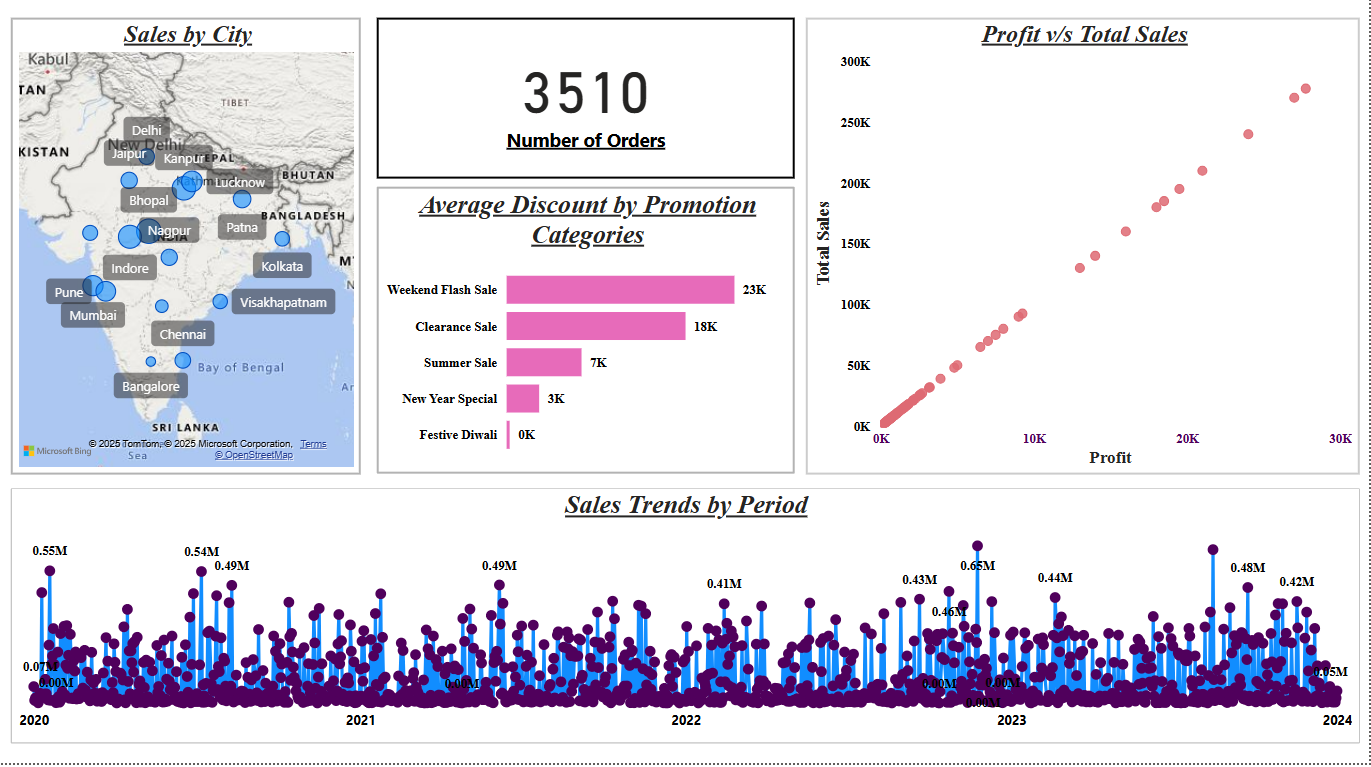 Sales by City
Kabul
TAN
TIBET
Delhi
New Delhi
KISTAN
Jaipur
Kanpur
EPAL
Lucknow
BHUTAN
Bhopal
BANGLADESH
Nagpur
Patna
INDIA
Indore
Kolkata
Pune
Visakhapatnam
Mumbai
Chennai
Bay of Bengal
Bangalore
SRI LANKA
© 2025 TomTom, © 2025 Microsoft Corporation, Terms
Microsoft Bing
© OpenStreetMap
Sea
3510
Number of Orders
Average Discount by Promotion
Categories
Weekend Flash Sale 23K
Clearance Sale 18K
Summer Sale 7K
New Year Special 3K
Festive Diwali 0K
Profit v/s Total Sales
300K
250K
200K
150K
100K
50K
0K
Total Sales
0K 10K 20K 30K
Profit
Sales Trends by Period
0.55M
0.54M
0.49M
0.49M
0.41M
0.43M
0.46M
0.65M
0.44M
0.48M
0.42M
0.07M
0.00M
0.00M
0.00M
0.00M
0.00M
0.05M
2020 2021 2022 2023 2024